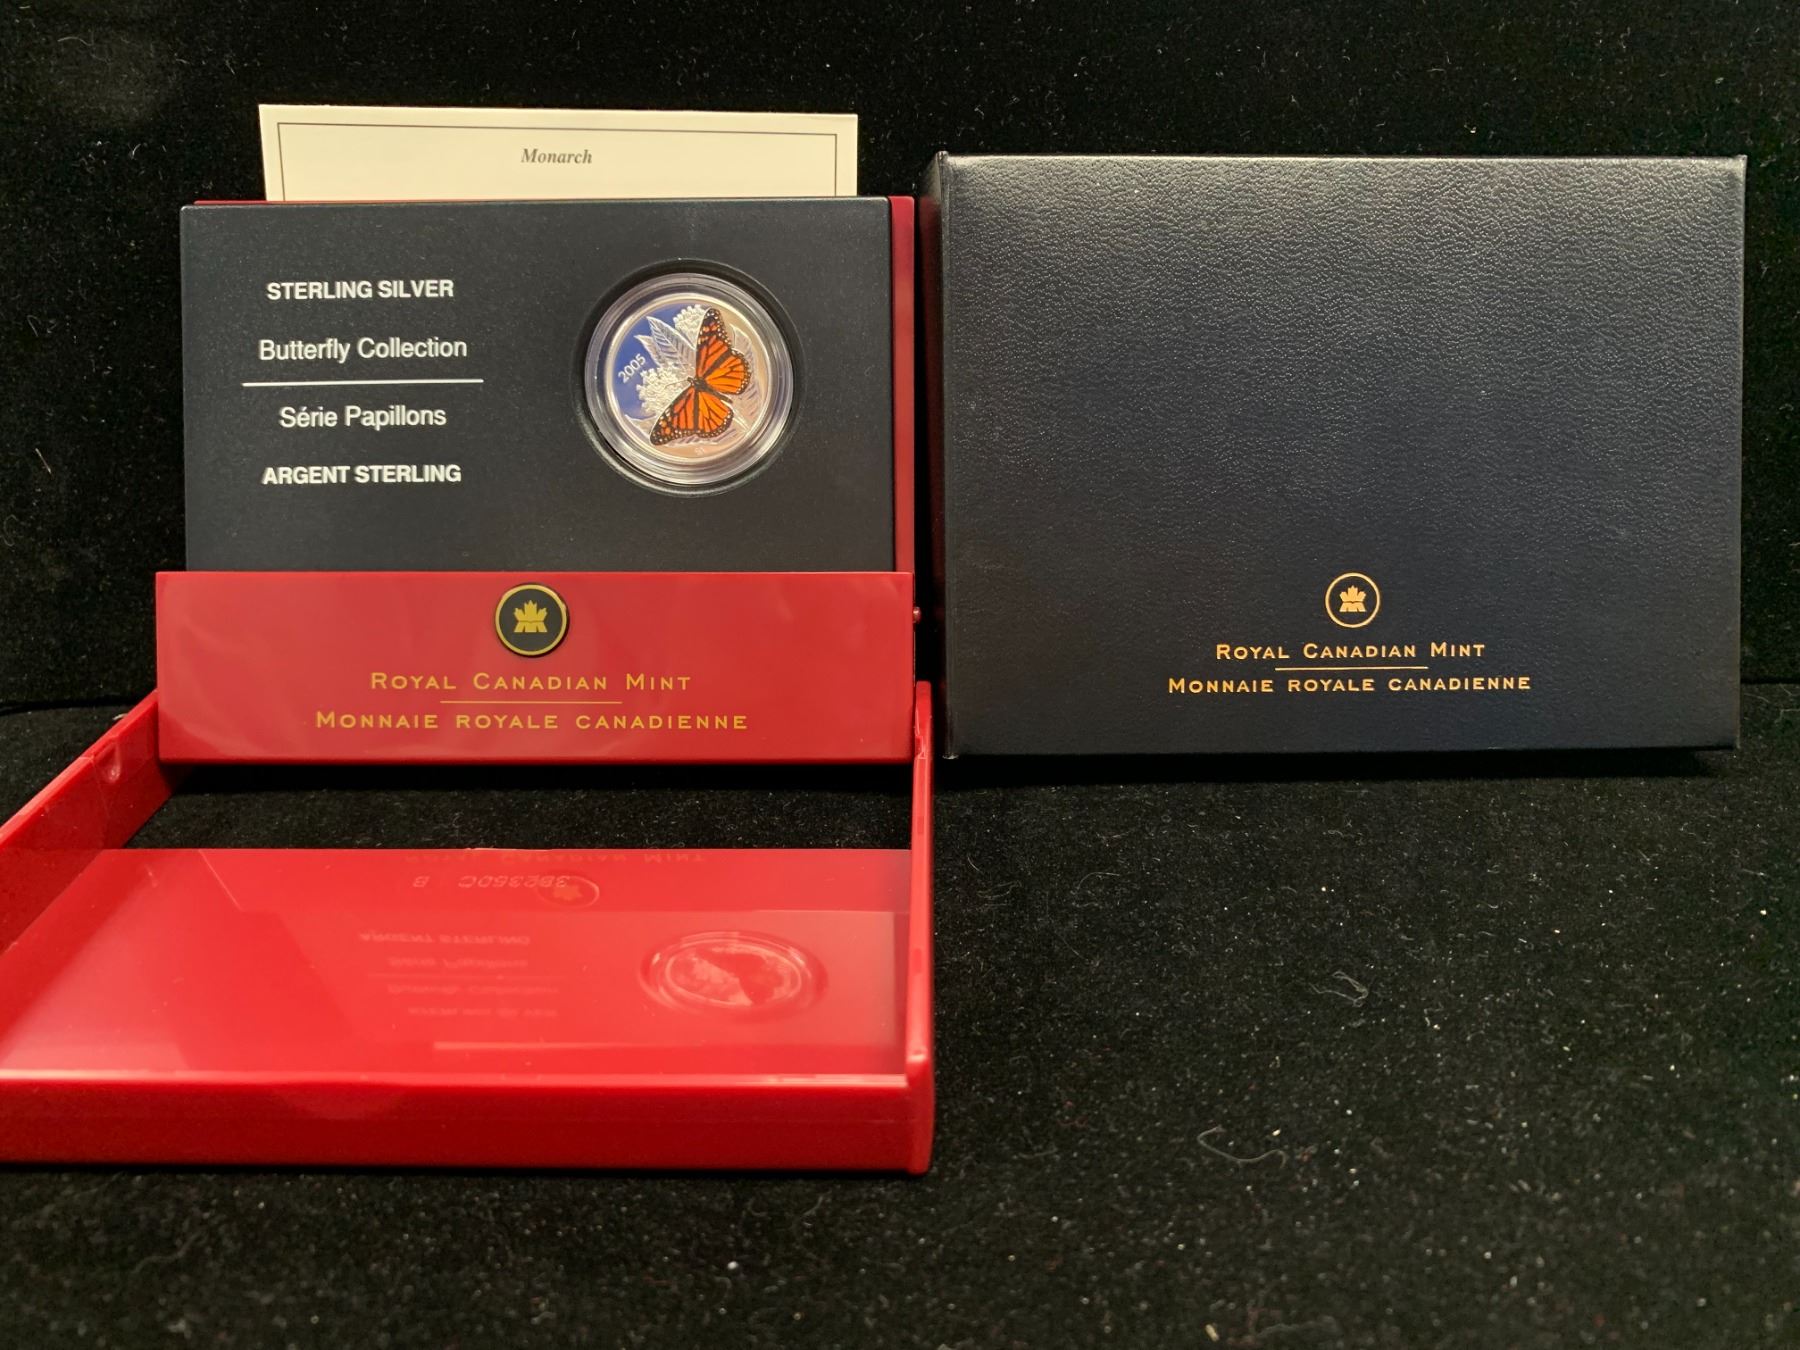 Monarch
STERLING SILVER
Butterfly Collection
Série Papillons
ARGENT STERLING
2005
ROYAL CANADIAN MINT
MONNAIE ROYALE CANADIENNE
ROYAL CANADIAN MINT
MONNAIE ROYALE CANADIENNE